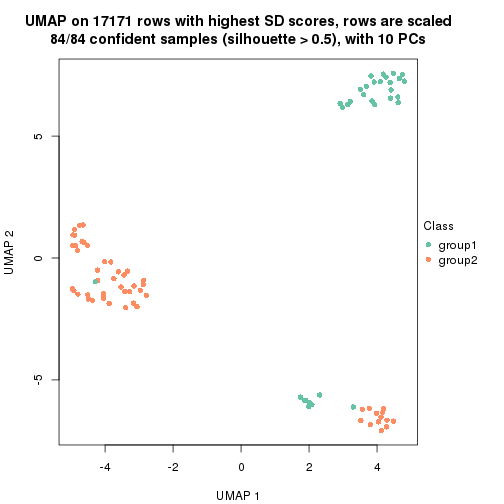 UMAP on 17171 rows with highest SD scores, rows are scaled
84/84 confident samples (silhouette > 0.5), with 10 PCs
5
0
-5
UMAP 2
-4
-2
0
2
4
UMAP 1
Class
group1
group2